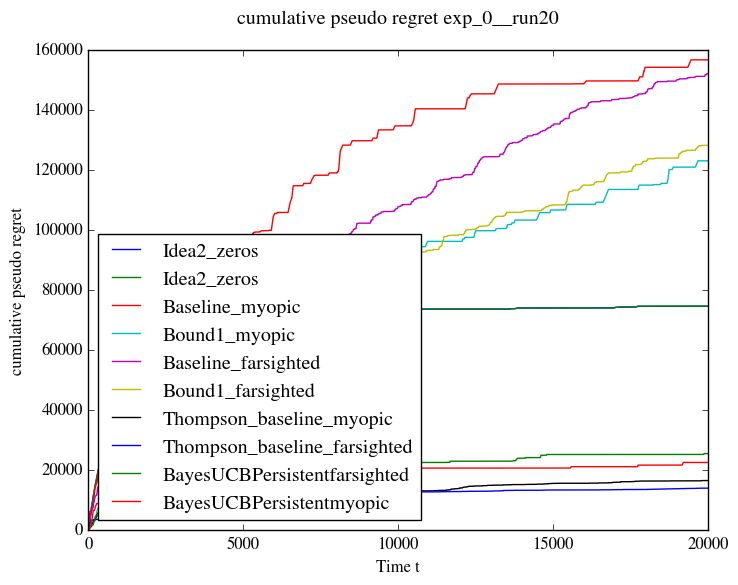 cumulative pseudo regret exp_0__run20
160000
140000
120000
100000
80000
60000
40000
20000
0
cumulative pseudo regret
Idea2_zeros
Idea2_zeros
Baseline_myopic
Bound1_myopic
Baseline_farsighted
Bound1_farsighted
Thompson_baseline_myopic
Thompson_baseline_farsighted
BayesUCBPersistentfarsighted
BayesUCBPersistentmyopic
0 5000 10000 15000 20000
Time t